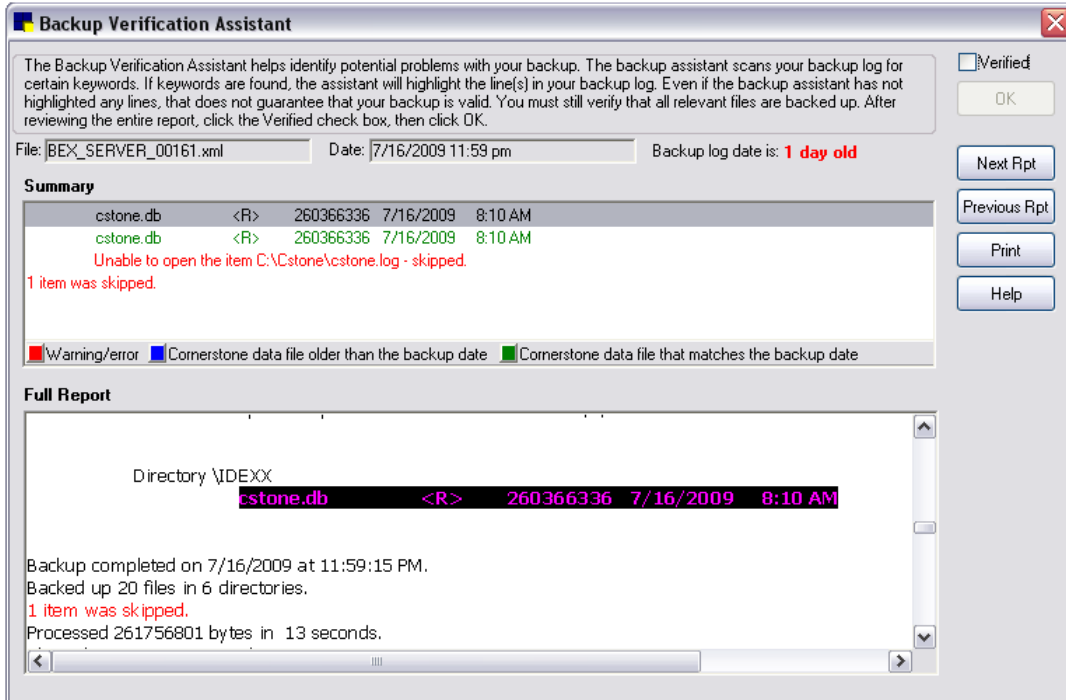 Backup Verification Assistant
The Backup Verification Assistant helps identify potential problems with your backup. The backup assistant scans your backup log for
certain keywords. If keywords are found, the assistant will highlight the line(s) in your backup log. Even if the backup assistant has not
highlighted any lines, that does not guarantee that your backup is valid. You must still verify that all relevant files are backed up. After
reviewing the entire report, click the Verified check box, then click OK.
Verified
OK
File: BEX_SERVER_00161.xml Date: 7/16/2009 11:59 pm Backup log date is: 1 day old
Next Rpt
Previous Rpt
Print
Help
Summary
cstone.db <R> 260366336 7/16/2009 8:10 AM
cstone.db <R> 260366336 7/16/2009 8:10 AM
Unable to open the item C:\Cstone\cstone.log - skipped.
1 item was skipped.
Warning/error Cornerstone data file older than the backup date Cornerstone data file that matches the backup date
Full Report
Directory \IDEXX
cstone.db <R> 260366336 7/16/2009 8:10 AM
Backup completed on 7/16/2009 at 11:59:15 PM.
Backed up 20 files in 6 directories.
1 item was skipped.
Processed 261756801 bytes in 13 seconds.